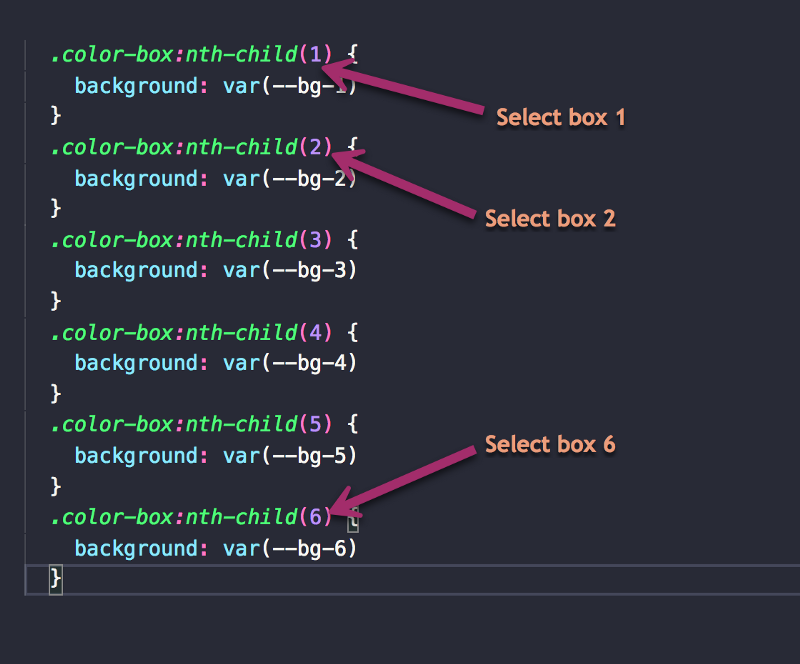 .color-box:nth-child(1) {
background: var(--bg-1)
Select box 1
}
.color-box:nth-child(2) {
background: var(--bg-2)
Select box 2
}
.color-box:nth-child(3) {
background: var(--bg-3)
}
.color-box:nth-child(4) {
background: var(--bg-4)
}
.color-box:nth-child(5) {
Select box 6
background: var(--bg-5)
}
.color-box:nth-child(6) {
background: var(--bg-6)
}